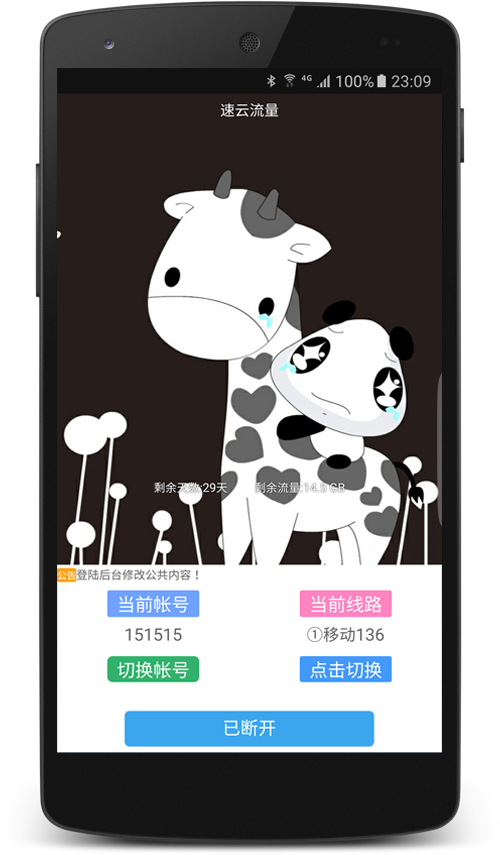 4G 100% 23:09
速云流量
剩余天数:29天 剩余流量:14.5 GB
公告 登陆后台修改公共内容！
当前帐号 当前线路
151515 ①移动136
切换帐号 点击切换
已断开